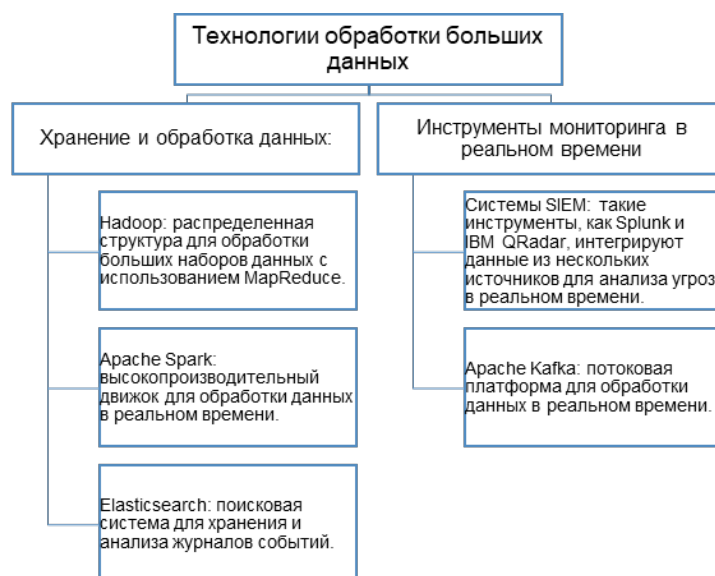 Технологии обработки больших
данных
Хранение и обработка данных:
Hadoop: распределенная
структура для обработки
больших наборов данных с
использованием MapReduce.
Apache Spark:
высокопроизводительный
движок для обработки данных
в реальном времени.
Elasticsearch: поисковая
система для хранения и
анализа журналов событий.
Инструменты мониторинга в
реальном времени
Системы SIEM: такие
инструменты, как Splunk и
IBM QRadar, интегрируют
данные из нескольких
источников для анализа угроз
в реальном времени.
Apache Kafka: потоковая
платформа для обработки
данных в реальном времени.